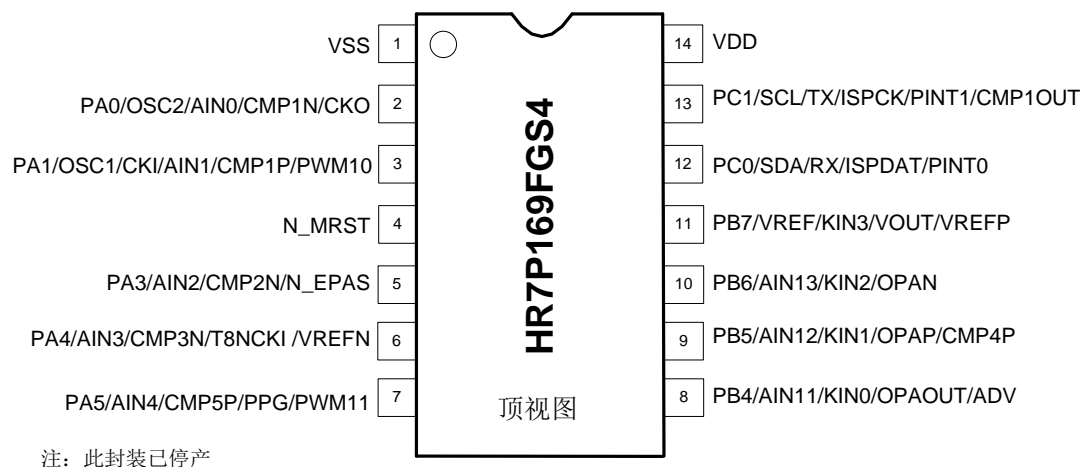 VSS 1 14 VDD
PA0/OSC2/AIN0/CMP1N/CKO 2 13 PC1/SCL/TX/ISPCK/PINT1/CMP1OUT
PA1/OSC1/CKI/AIN1/CMP1P/PWM10 3 12 PC0/SDA/RX/ISPDAT/PINT0
N_MRST 4 11 PB7/VREF/KIN3/VOUT/VREFP
PA3/AIN2/CMP2N/N_EPAS 5 10 PB6/AIN13/KIN2/OPAN
PA4/AIN3/CMP3N/T8NCKI /VREFN 6 9 PB5/AIN12/KIN1/OPAP/CMP4P
PA5/AIN4/CMP5P/PPG/PWM11 7 8 PB4/AIN11/KIN0/OPAOUT/ADV
HR7P169FGS4
顶视图
注：此封装已停产